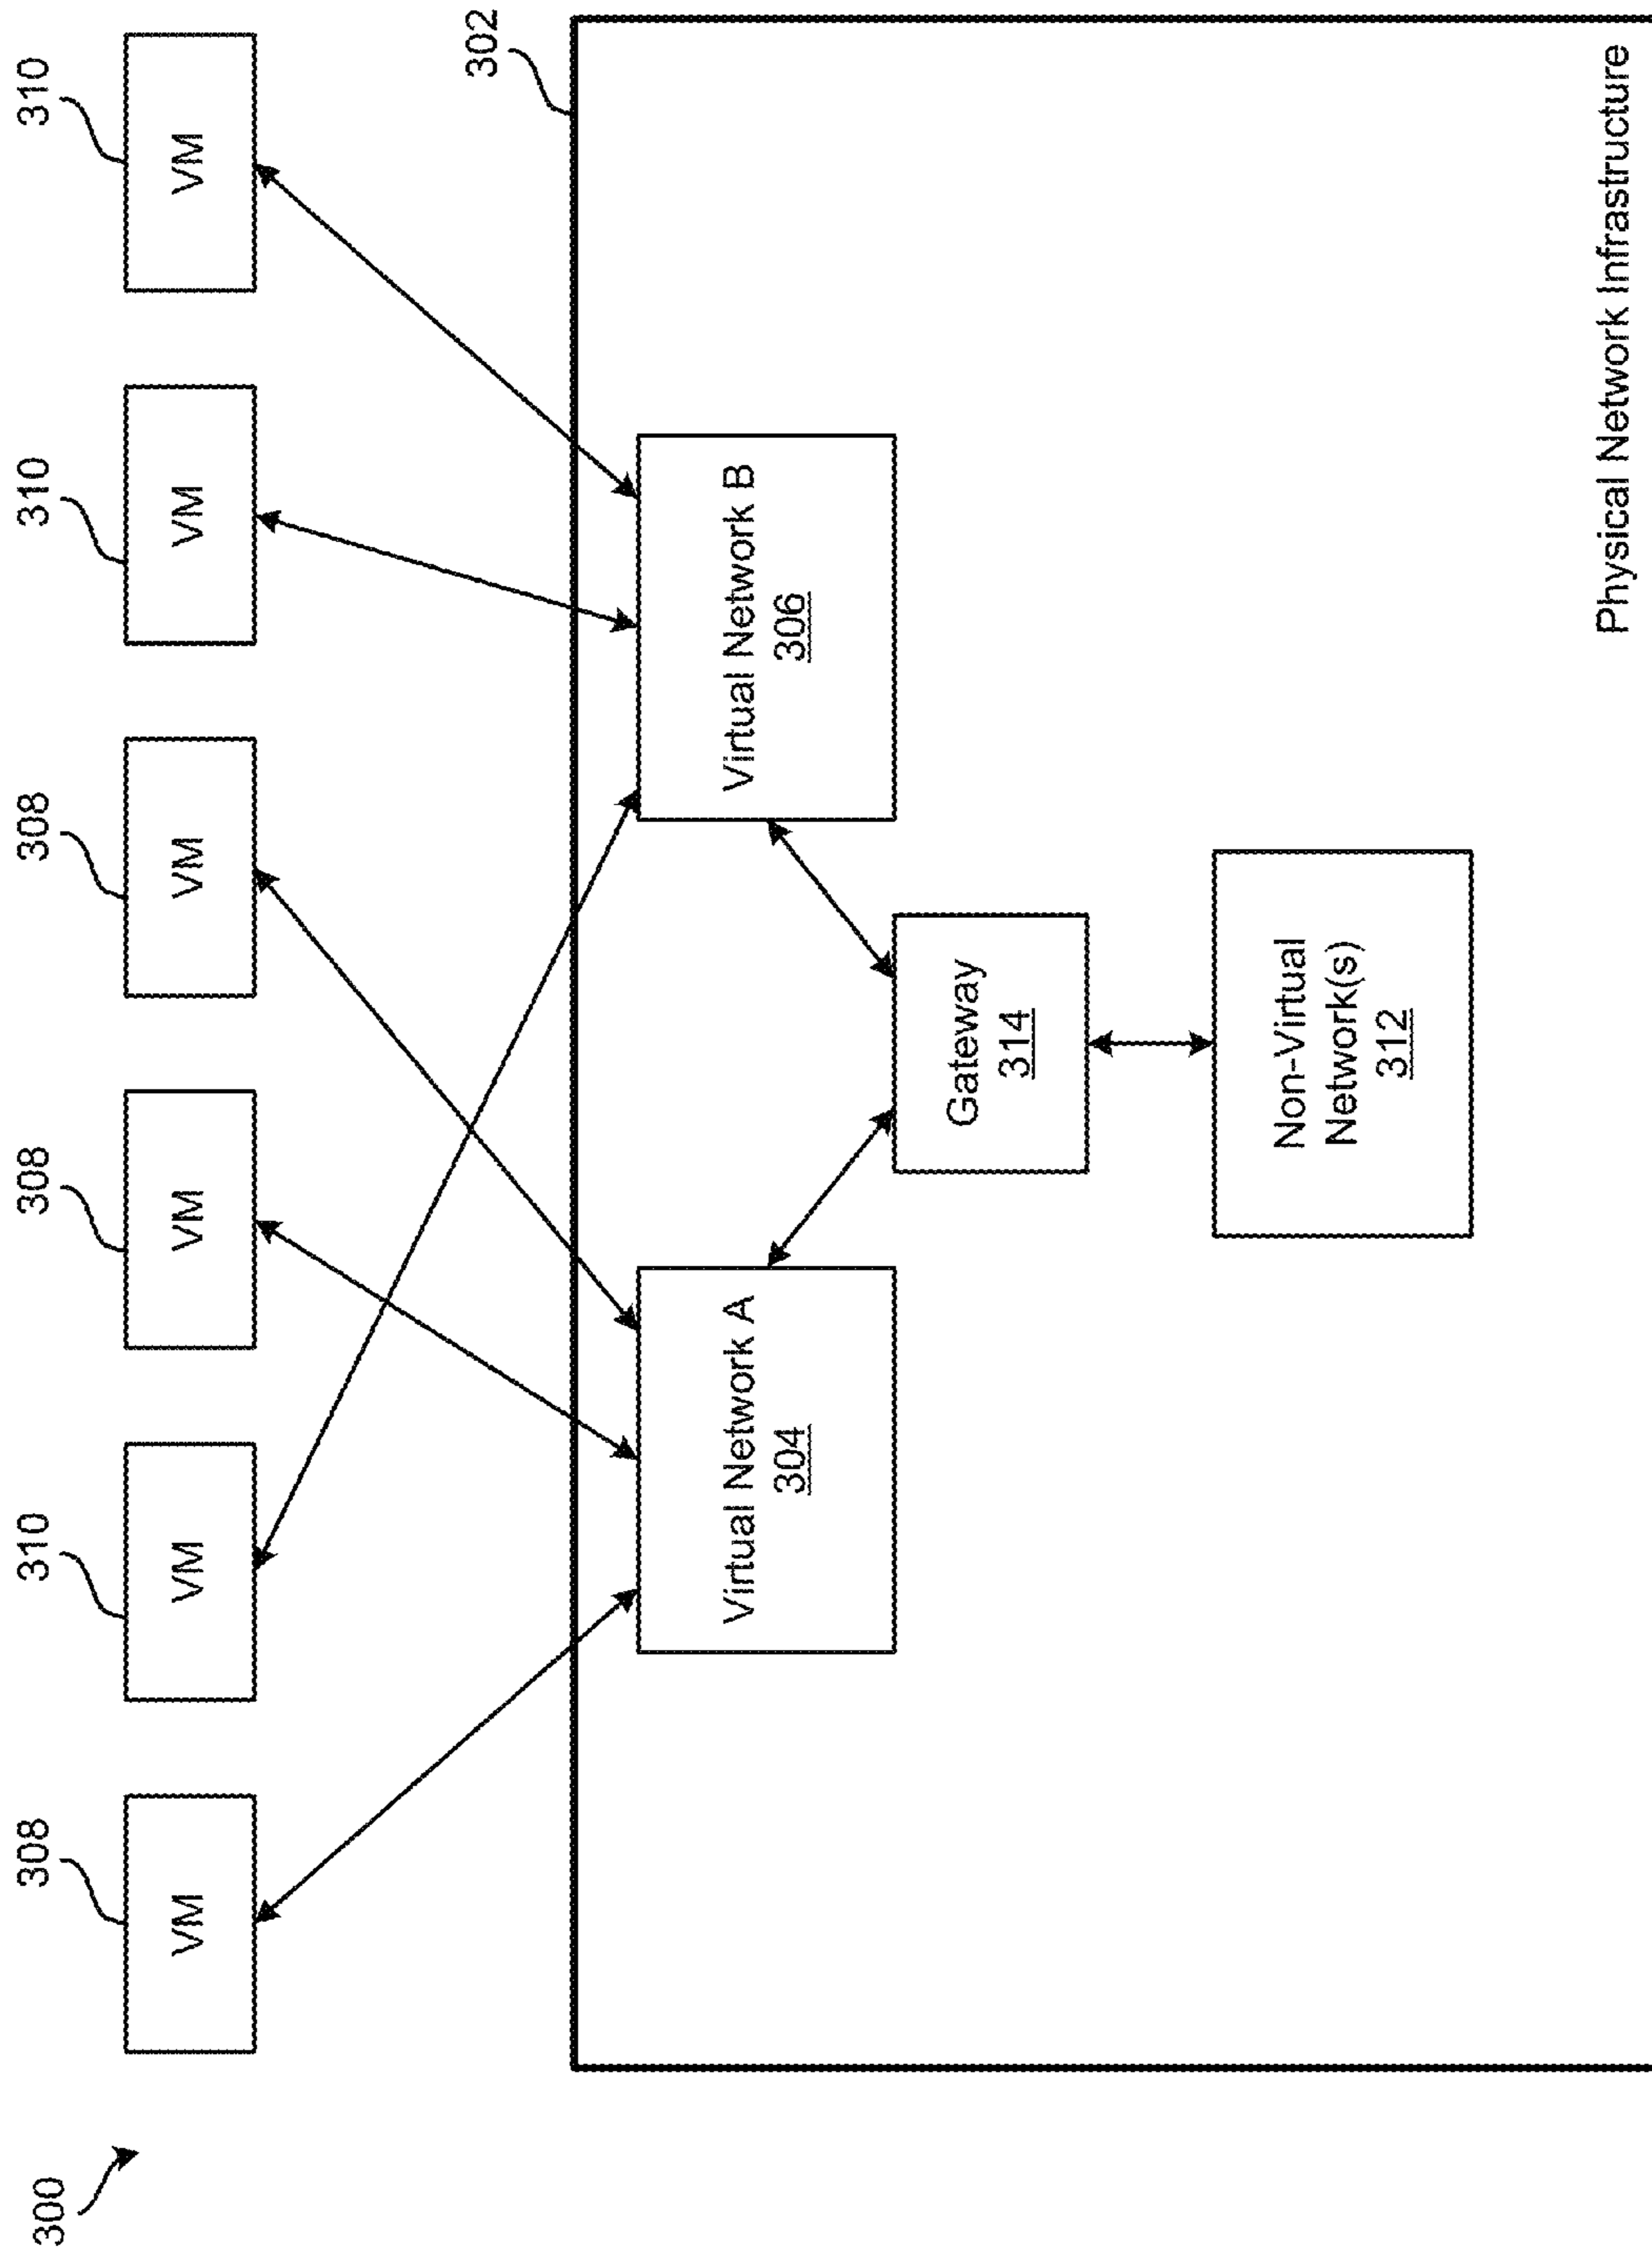 300
308
310
308
308
310
310
VM
VM
VM
VM
VM
VM
302
Virtual Network A
304
Virtual Network B
306
Gateway
314
Non-Virtual
Network(s)
312
Physical Network Infrastructure